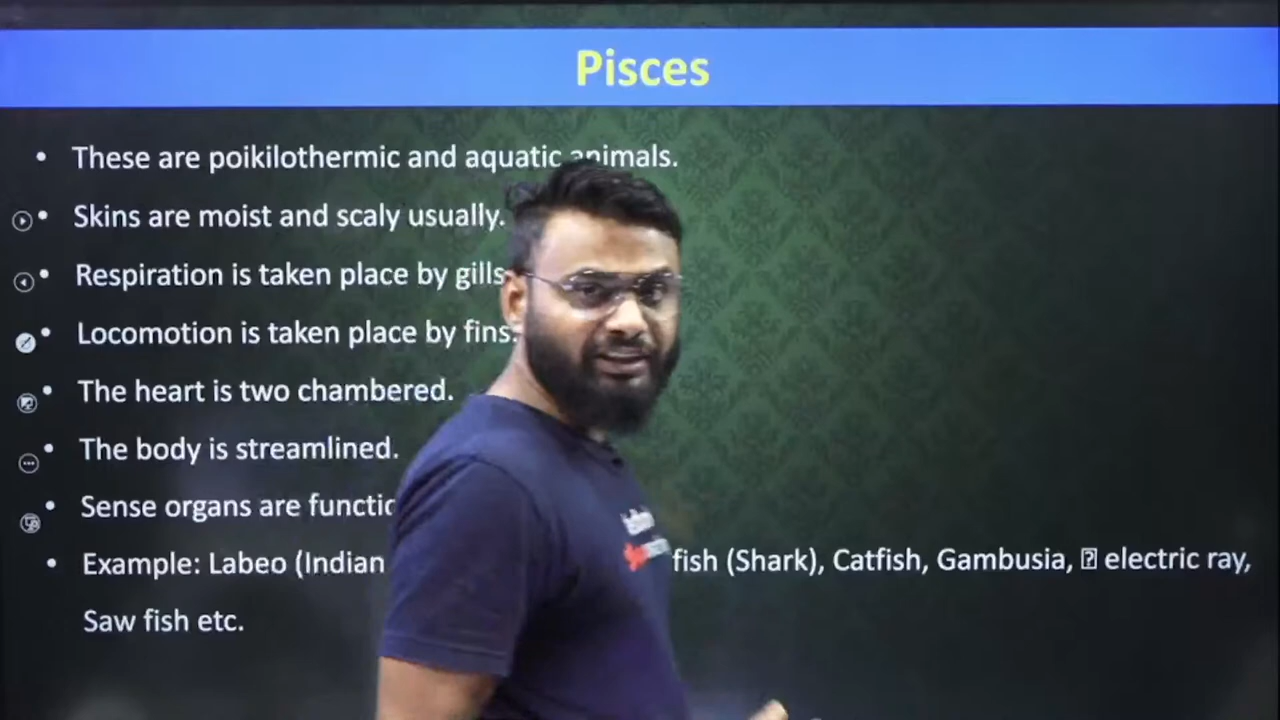 Pisces
• These are poikilothermic and aquatic animals.
• Skins are moist and scaly usually.
• Respiration is taken place by gills
• Locomotion is taken place by fins.
• The heart is two chambered.
• The body is streamlined.
• Sense organs are
• Example: Labeo (Indian fish (Shark), Catfish, Gambusia, electric ray,
Saw fish etc.